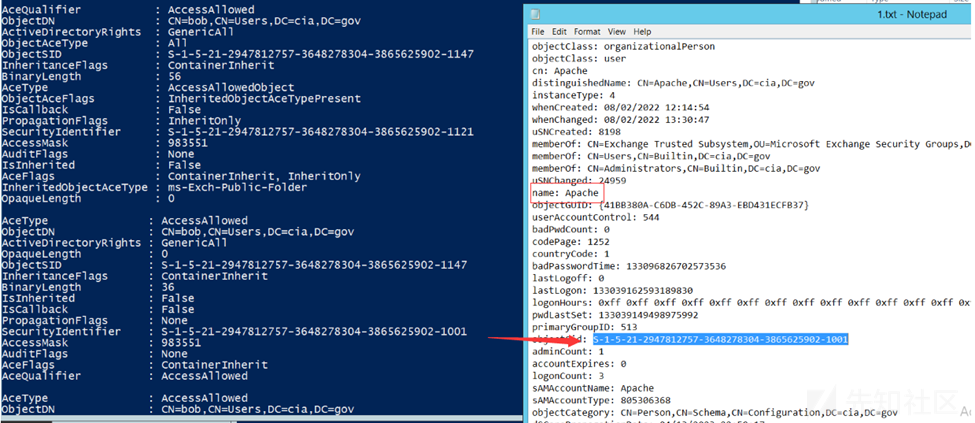 AceQualifier : AccessAllowed
ObjectDN : CN=bob,CN=Users,DC=cia,DC=gov
ActiveDirectoryRights : GenericAll
ObjectAceType : All
ObjectSID : S-1-5-21-2947812757-3648278304-3865625902-1147
InheritanceFlags : ContainerInherit
BinaryLength : 56
AceType : AccessAllowedObject
ObjectAceFlags : InheritedObjectAceTypePresent
IsCallback : False
PropagationFlags : InheritOnly
SecurityIdentifier : S-1-5-21-2947812757-3648278304-3865625902-1121
AccessMask : 983551
AuditFlags : None
IsInherited : False
AceFlags : ContainerInherit, InheritOnly
InheritedObjectAceType : ms-Exch-Public-Folder
OpaqueLength : 0
AceType : AccessAllowed
ObjectDN : CN=bob,CN=Users,DC=cia,DC=gov
ActiveDirectoryRights : GenericAll
OpaqueLength : 0
ObjectSID : S-1-5-21-2947812757-3648278304-3865625902-1147
InheritanceFlags : ContainerInherit
BinaryLength : 36
IsInherited : False
IsCallback : False
PropagationFlags : None
SecurityIdentifier : S-1-5-21-2947812757-3648278304-3865625902-1001
AccessMask : 983551
AuditFlags : None
AceFlags : ContainerInherit
AceQualifier : AccessAllowed
AceType : AccessAllowed
ObjectDN : CN=bob,CN=Users,DC=cia,DC=gov
1.txt - Notepad
File Edit Format View Help
objectClass: organizationalPerson
objectClass: user
cn: Apache
distinguishedName: CN=Apache,CN=Users,DC=cia,DC=gov
instanceType: 4
whenCreated: 08/02/2022 12:14:54
whenChanged: 08/02/2022 13:30:47
uSNCreated: 8198
memberOf: CN=Exchange Trusted Subsystem,OU=Microsoft Exchange Security Groups,D
memberOf: CN=Users,CN=Builtin,DC=cia,DC=gov
memberOf: CN=Administrators,CN=Builtin,DC=cia,DC=gov
uSNChanged: 24959
name: Apache
objectGUID: {41BB380A-C6DB-452C-89A3-EBD431ECFB37}
userAccountControl: 544
badPwdCount: 0
codePage: 1252
countryCode: 1
badPasswordTime: 133096826702573536
lastLogoff: 0
lastLogon: 133039162593189830
logonHours: 0xff 0xff 0xff 0xff 0xff 0xff 0xff 0xff 0xff 0xff 0xff 0xff 0xff
pwdLastSet: 133039149498975992
primaryGroupID: 513
S-1-5-21-2947812757-3648278304-3865625902-1001
adminCount: 1
accountExpires: 0
logonCount: 3
sAMAccountName: Apache
sAMAccountType: 805306368
objectCategory: CN=Person,CN=Schema,CN=Configuration,DC=cia,DC=gov
先知社区